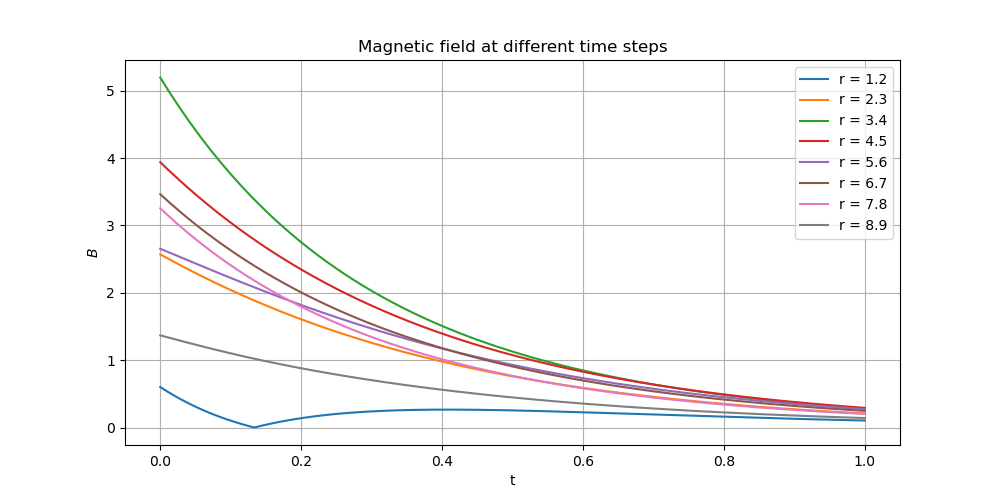 Magnetic field at different time steps
r = 1.2
r = 2.3
r = 3.4
r = 4.5
r = 5.6
r = 6.7
r = 7.8
r = 8.9
5
4
3
2
1
0
B
0.0 0.2 0.4 0.6 0.8 1.0
t